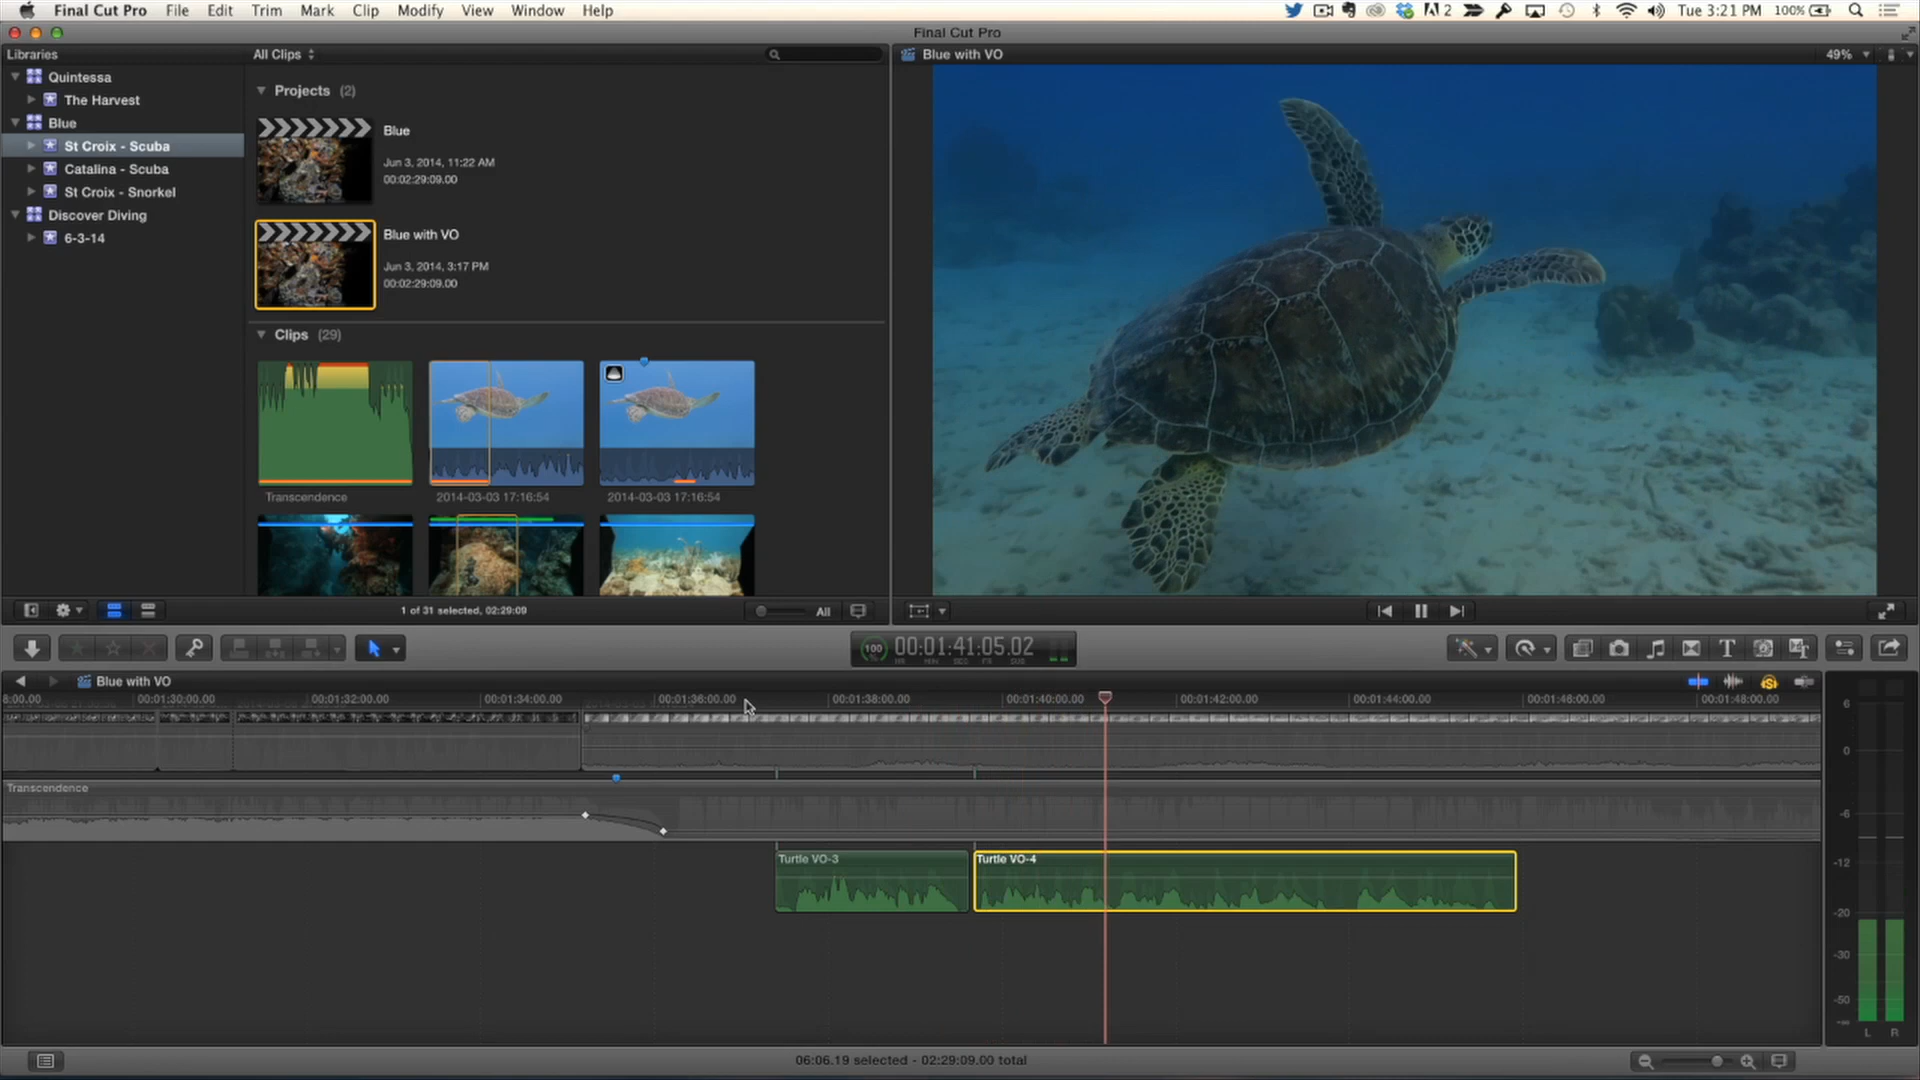 Final Cut Pro File Edit Trim Mark Clip Modify View Window Help 2 Tue 3:21 PM 100%
Final Cut Pro
Libraries
All Clips
Blue with VO
49%
Quintessa
The Harvest
Blue
St Croix - Scuba
Catalina - Scuba
St Croix - Snorkel
Discover Diving
6-3-14
Projects (2)
Blue
Jun 3, 2014, 11:22 AM
00:02:29:09.00
Blue with VO
Jun 3, 2014, 3:17 PM
00:02:29:09.00
Clips (29)
Transcendence
2014-03-03 17:16:54
2014-03-03 17:16:54
1 of 31 selected, 02:29:09
All
100 00:01:41:05.02
HR MIN SEC FR SUB
T
Blue with VO
8:00.00 00:01:30:00.00 00:01:32:00.00 00:01:34:00.00 00:01:36:00.00 00:01:38:00.00 00:01:40:00.00 00:01:42:00.00 00:01:44:00.00 00:01:46:00.00 00:01:48:00.00
Transcendence
Turtle VO-3
Turtle VO-4
6
0
-6
-12
-20
-30
-50
-∞
L R
06:06.19 selected - 02:29:09.00 total